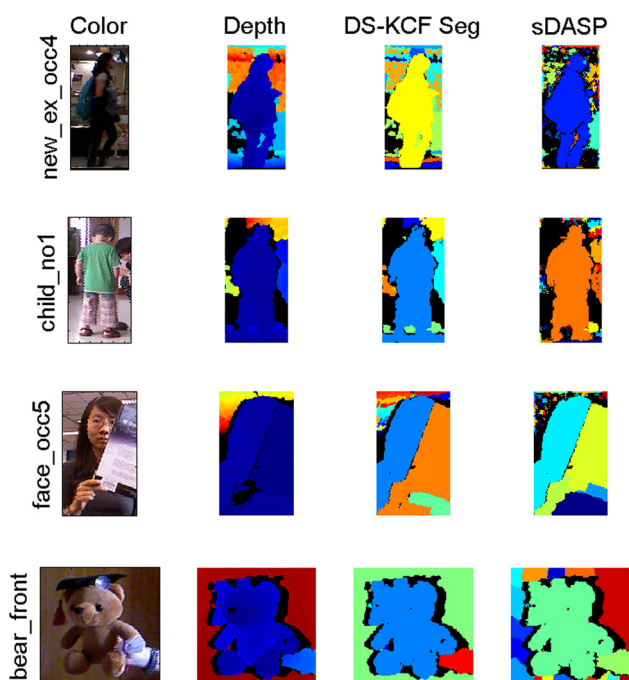 Color Depth DS-KCF Seg sDASP
new_ex_occ4
child_no1
face_occ5
bear_front